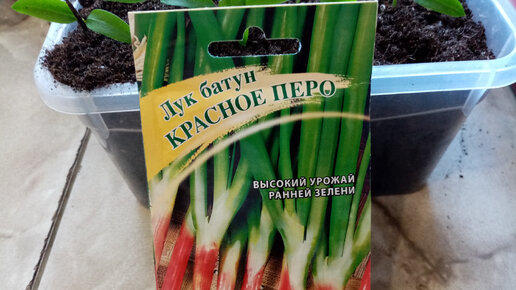 Лук батун
КРАСНОЕ ПЕРО
ВЫСОКИЙ УРОЖАЙ
РАННЕЙ ЗЕЛЕНИ